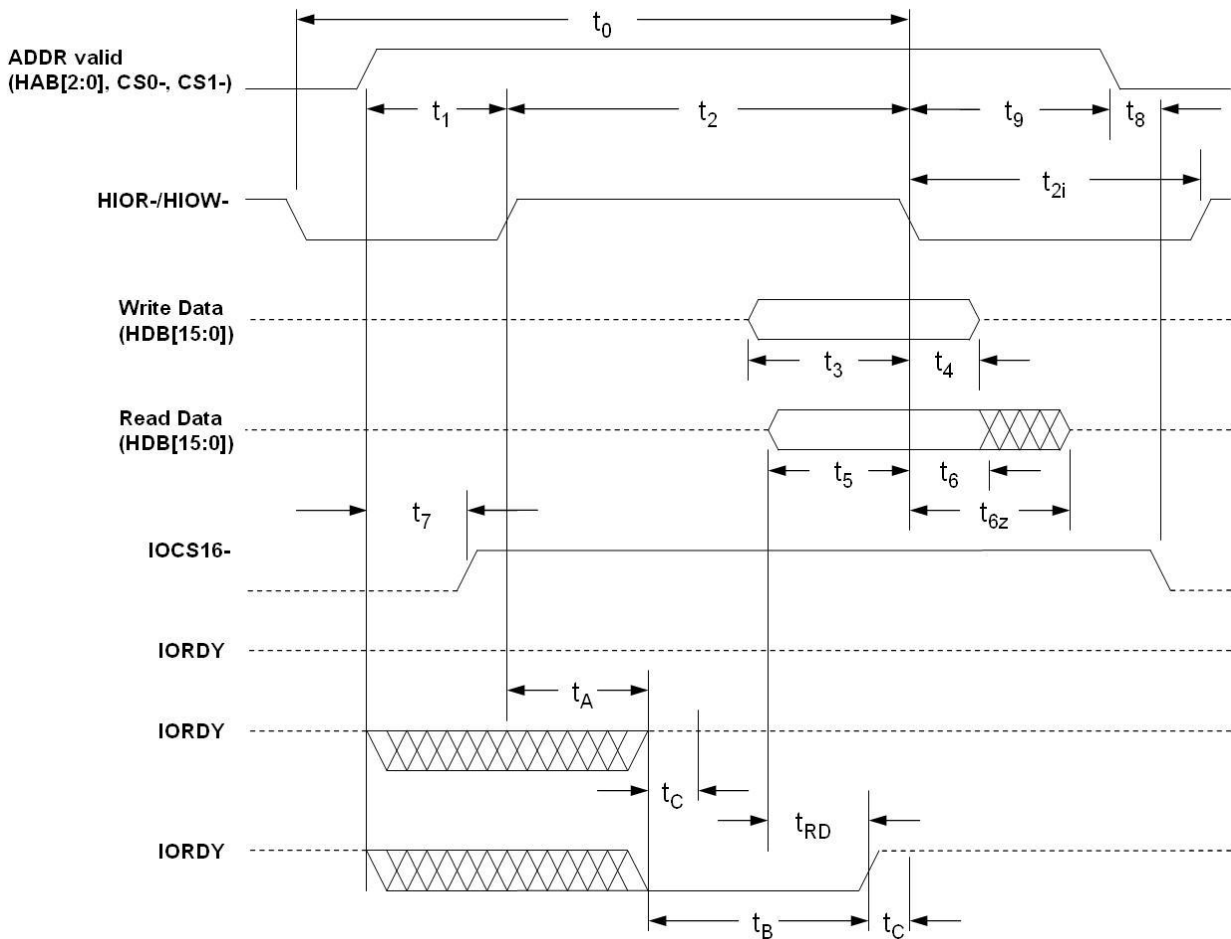 t0
ADDR valid
(HAB[2:0], CS0-, CS1-)
t1
t2
t9
t8
t2i
HIOR-/HIOW-
Write Data
(HDB[15:0])
t3
t4
Read Data
(HDB[15:0])
t5
t6
t7
t6z
IOCS16-
IORDY
tA
IORDY
tC
tRD
IORDY
tB
tC